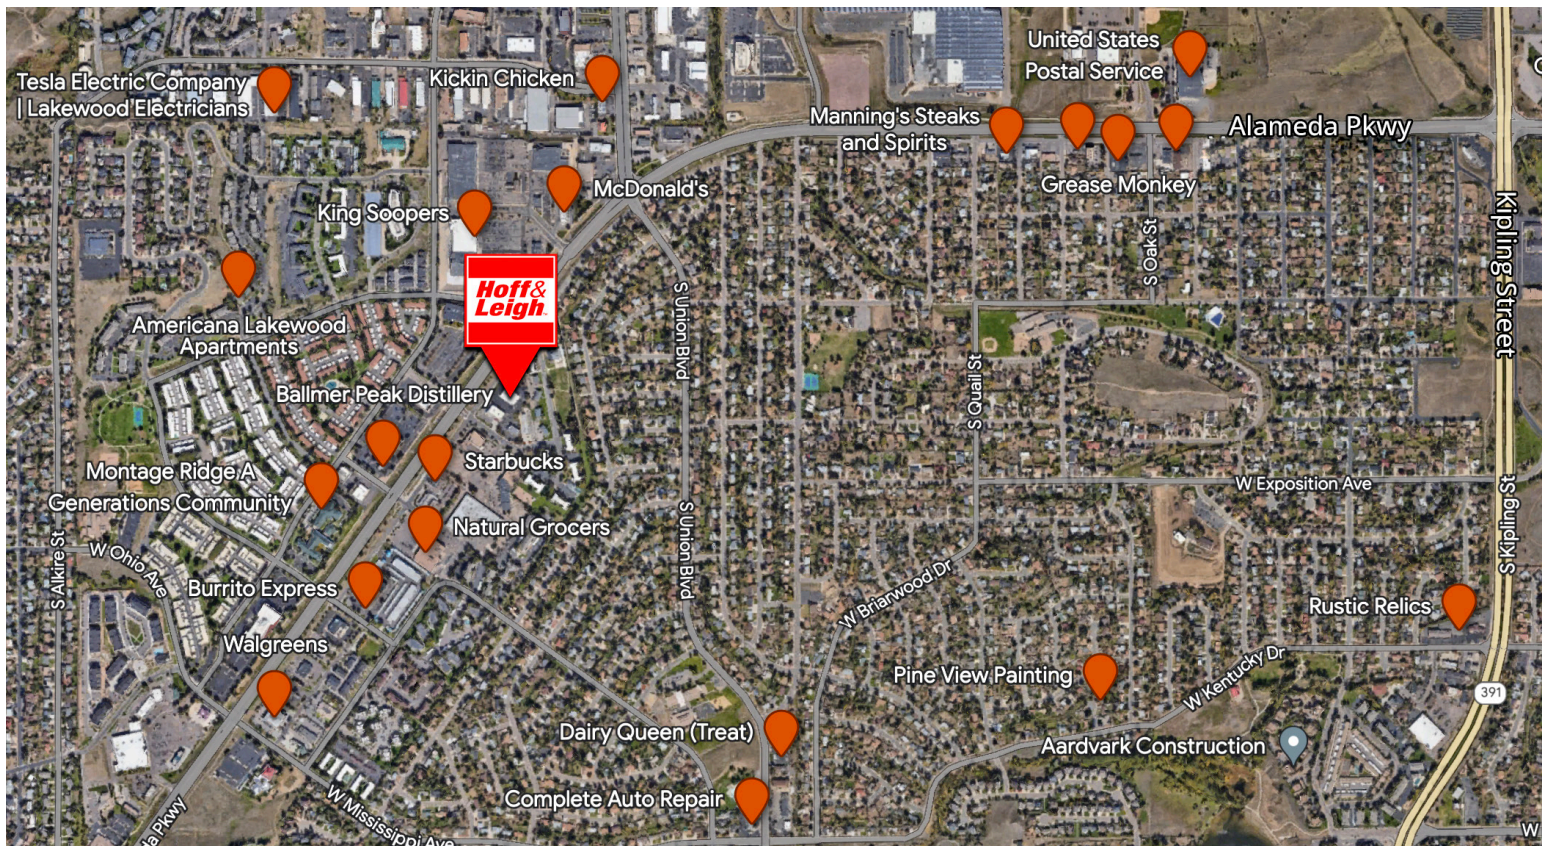 United States
Postal Service
Tesla Electric Company
| Lakewood Electricians
Kickin Chicken
Manning's Steaks
and Spirits
Alameda Pkwy
Grease Monkey
McDonald's
King Soopers
Kipling Street
S Oak St
Hoff&
Leigh
S Union Blvd
Americana Lakewood
Apartments
S Quail St
Ballmer Peak Distillery
Starbucks
Montage Ridge A
Generations Community
W Exposition Ave
S Kipling St
Natural Grocers
S Union Blvd
S Alkire St
W Ohio Ave
Burrito Express
W Briarwood Dr
Rustic Relics
Walgreens
Pine View Painting
W Kentucky Dr
391
Dairy Queen (Treat)
Aardvark Construction
Complete Auto Repair
W Mississippi Ave
Pkwy
W